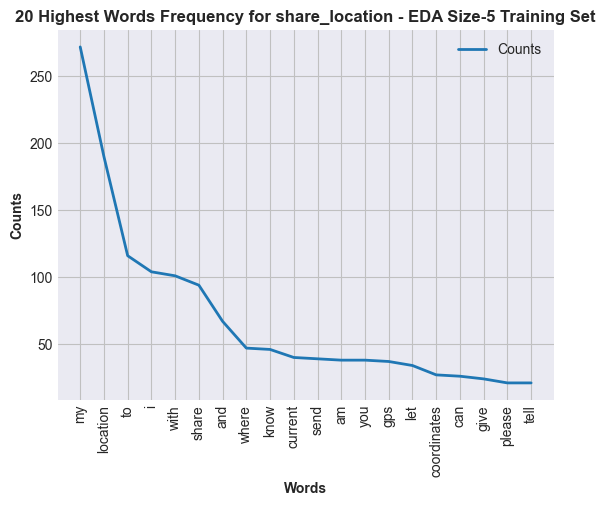 20 Highest Words Frequency for share_location - EDA Size-5 Training Set
Counts
250
200
150
100
50
Counts
my
location
to
i
with
share
and
where
know
current
send
am
you
gps
let
coordinates
can
give
please
tell
Words